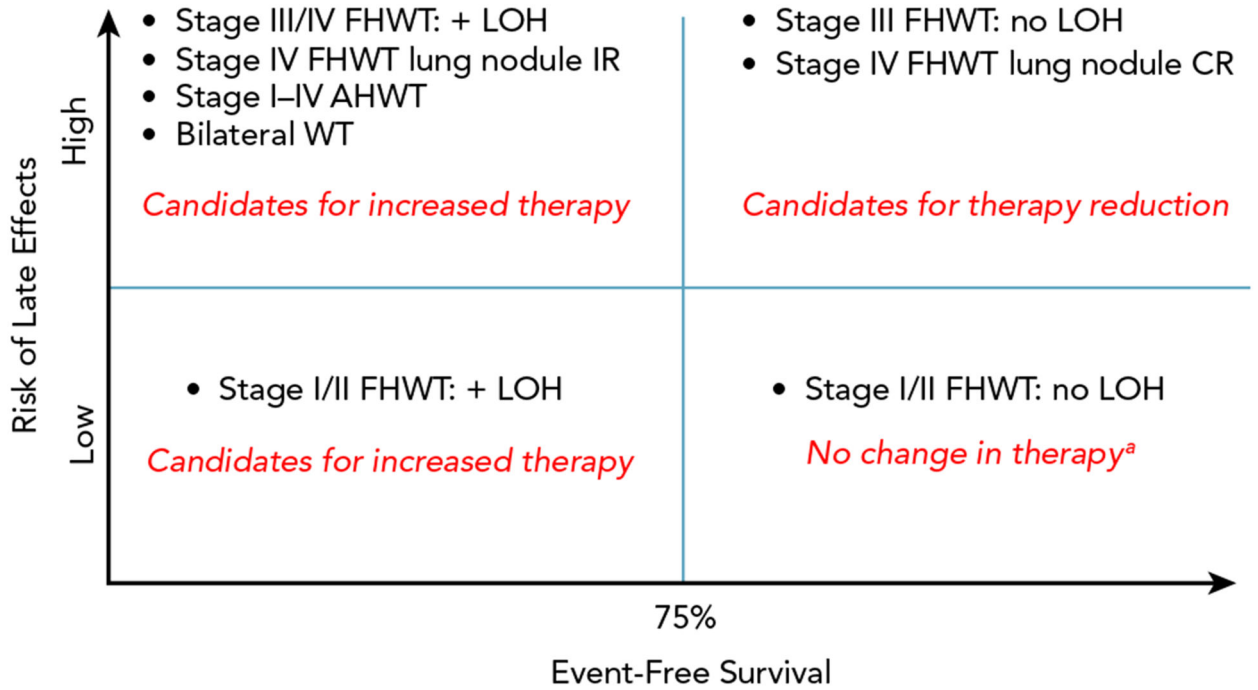 • Stage III/IV FHWT: + LOH
• Stage IV FHWT lung nodule IR
• Stage I–IV AHWT
• Bilateral WT
Candidates for increased therapy
• Stage III FHWT: no LOH
• Stage IV FHWT lung nodule CR
Candidates for therapy reduction
High
Risk of Late Effects
Low
• Stage I/II FHWT: + LOH
Candidates for increased therapy
• Stage I/II FHWT: no LOH
No change in therapyᵃ
75%
Event-Free Survival